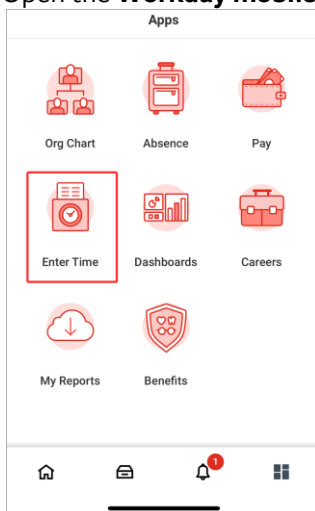 Open the Workday mobile
Apps
Org Chart
Absence
Pay
Enter Time
Dashboards
Careers
My Reports
Benefits
1